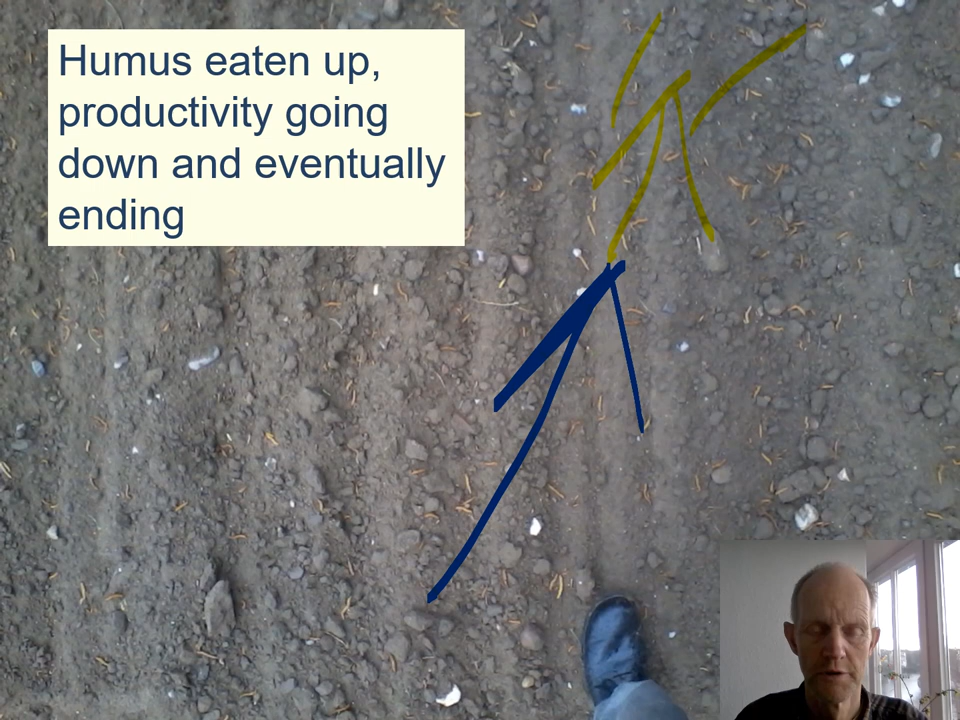 Humus eaten up,
productivity going
down and eventually
ending